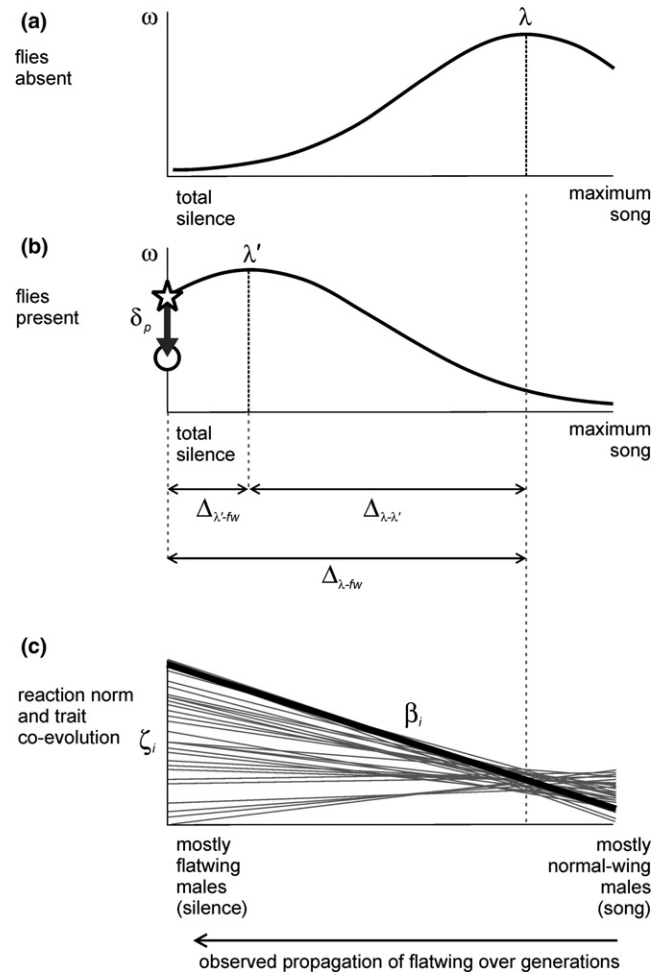 (a)
flies
absent
ω
λ
total
silence
maximum
song
(b)
flies
present
ω
λ'
δp
total
silence
maximum
song
Δλ'-fw
Δλ-λ'
Δλ-fw
(c)
reaction norm
and trait
co-evolution
ζi
βi
mostly
flatwing
males
(silence)
mostly
normal-wing
males
(song)
observed propagation of flatwing over generations